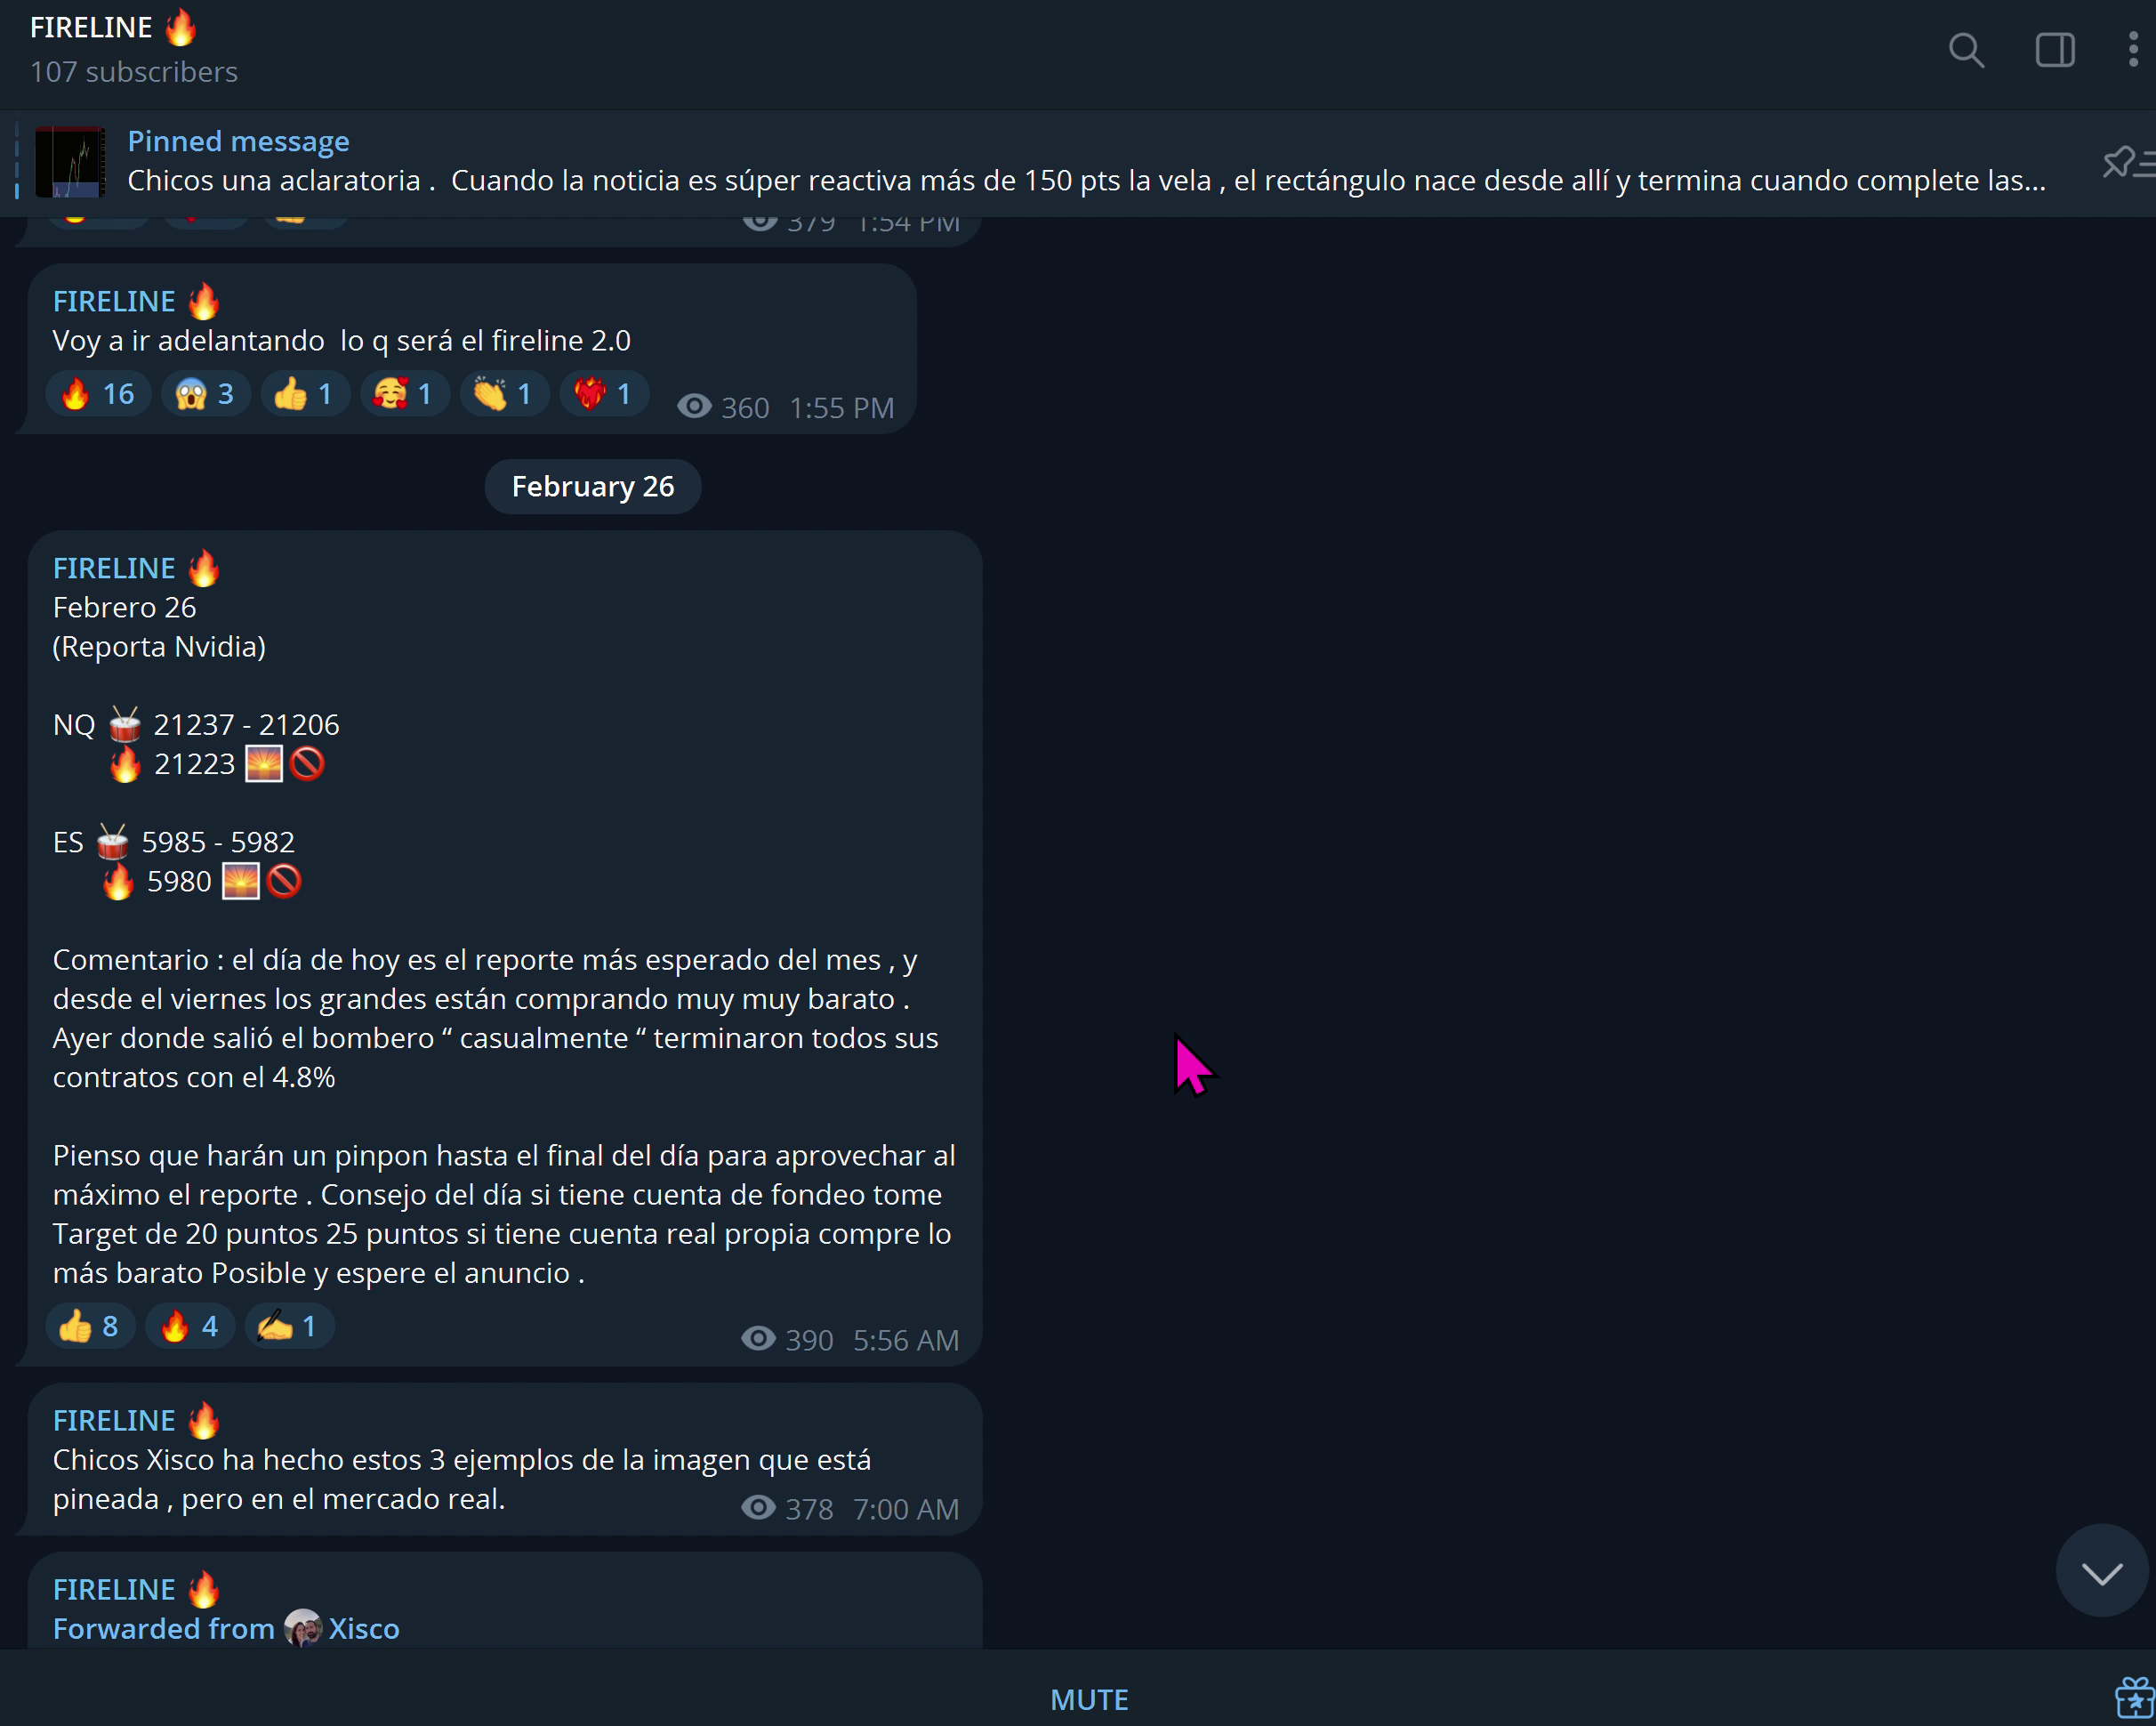 FIRELINE 🔥
107 subscribers
Pinned message
Chicos una aclaratoria .  Cuando la noticia es súper reactiva más de 150 pts la vela , el rectángulo nace desde allí y termina cuando complete las...
379 1:54 PM
FIRELINE 🔥
Voy a ir adelantando  lo q será el fireline 2.0
🔥 16 😱 3 👍 1 🥰 1 👏 1 ❤️‍🔥 1 360 1:55 PM
February 26
FIRELINE 🔥
Febrero 26
(Reporta Nvidia)
NQ 🥁 21237 - 21206
🔥 21223 🌅🚫
ES 🥁 5985 - 5982
🔥 5980 🌅🚫
Comentario : el día de hoy es el reporte más esperado del mes , y
desde el viernes los grandes están comprando muy muy barato .
Ayer donde salió el bombero “ casualmente “ terminaron todos sus
contratos con el 4.8%
Pienso que harán un pinpon hasta el final del día para aprovechar al
máximo el reporte . Consejo del día si tiene cuenta de fondeo tome
Target de 20 puntos 25 puntos si tiene cuenta real propia compre lo
más barato Posible y espere el anuncio .
👍 8 🔥 4 ✍️ 1 390 5:56 AM
FIRELINE 🔥
Chicos Xisco ha hecho estos 3 ejemplos de la imagen que está
pineada , pero en el mercado real.
378 7:00 AM
FIRELINE 🔥
Forwarded from Xisco
MUTE